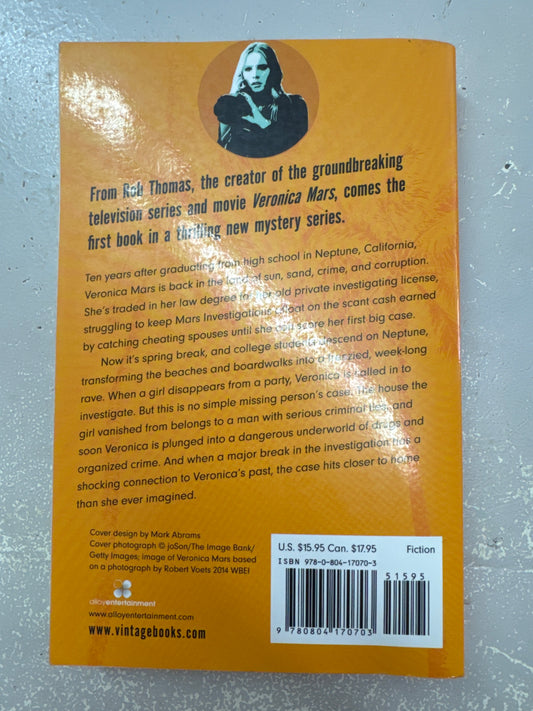 From Rob Thomas, the creator of the groundbreaking
television series and movie Veronica Mars, comes the
first book in a thrilling new mystery series.
Ten years after graduating from high school in Neptune, California,
Veronica Mars is back in the land of sun, sand, crime, and corruption.
She's traded in her law degree for her old private investigating license,
struggling to keep Mars Investigations afloat on the scant cash earned
by catching cheating spouses until she can score her first big case.
Now it's spring break, and college students descend on Neptune,
transforming the beaches and boardwalks into a frenzied, week-long
rave. When a girl disappears from a party, Veronica is called in to
investigate. But this is no simple missing person's case. The house the
girl vanished from belongs to a man with serious criminal ties, and
soon Veronica is plunged into a dangerous underworld of drugs and
organized crime. And when a major break in the investigation has a
shocking connection to Veronica's past, the case hits closer to home
than she ever imagined.
Cover design by Mark Abrams
Cover photograph © joSon/The Image Bank/
Getty Images; image of Veronica Mars based
on a photograph by Robert Voets 2014 WBEI
alloyentertainment
www.alloyentertainment.com
www.vintagebooks.com
U.S. $15.95 Can. $17.95 Fiction
ISBN 978-0-804-17070-3
51595
9 780804 170703